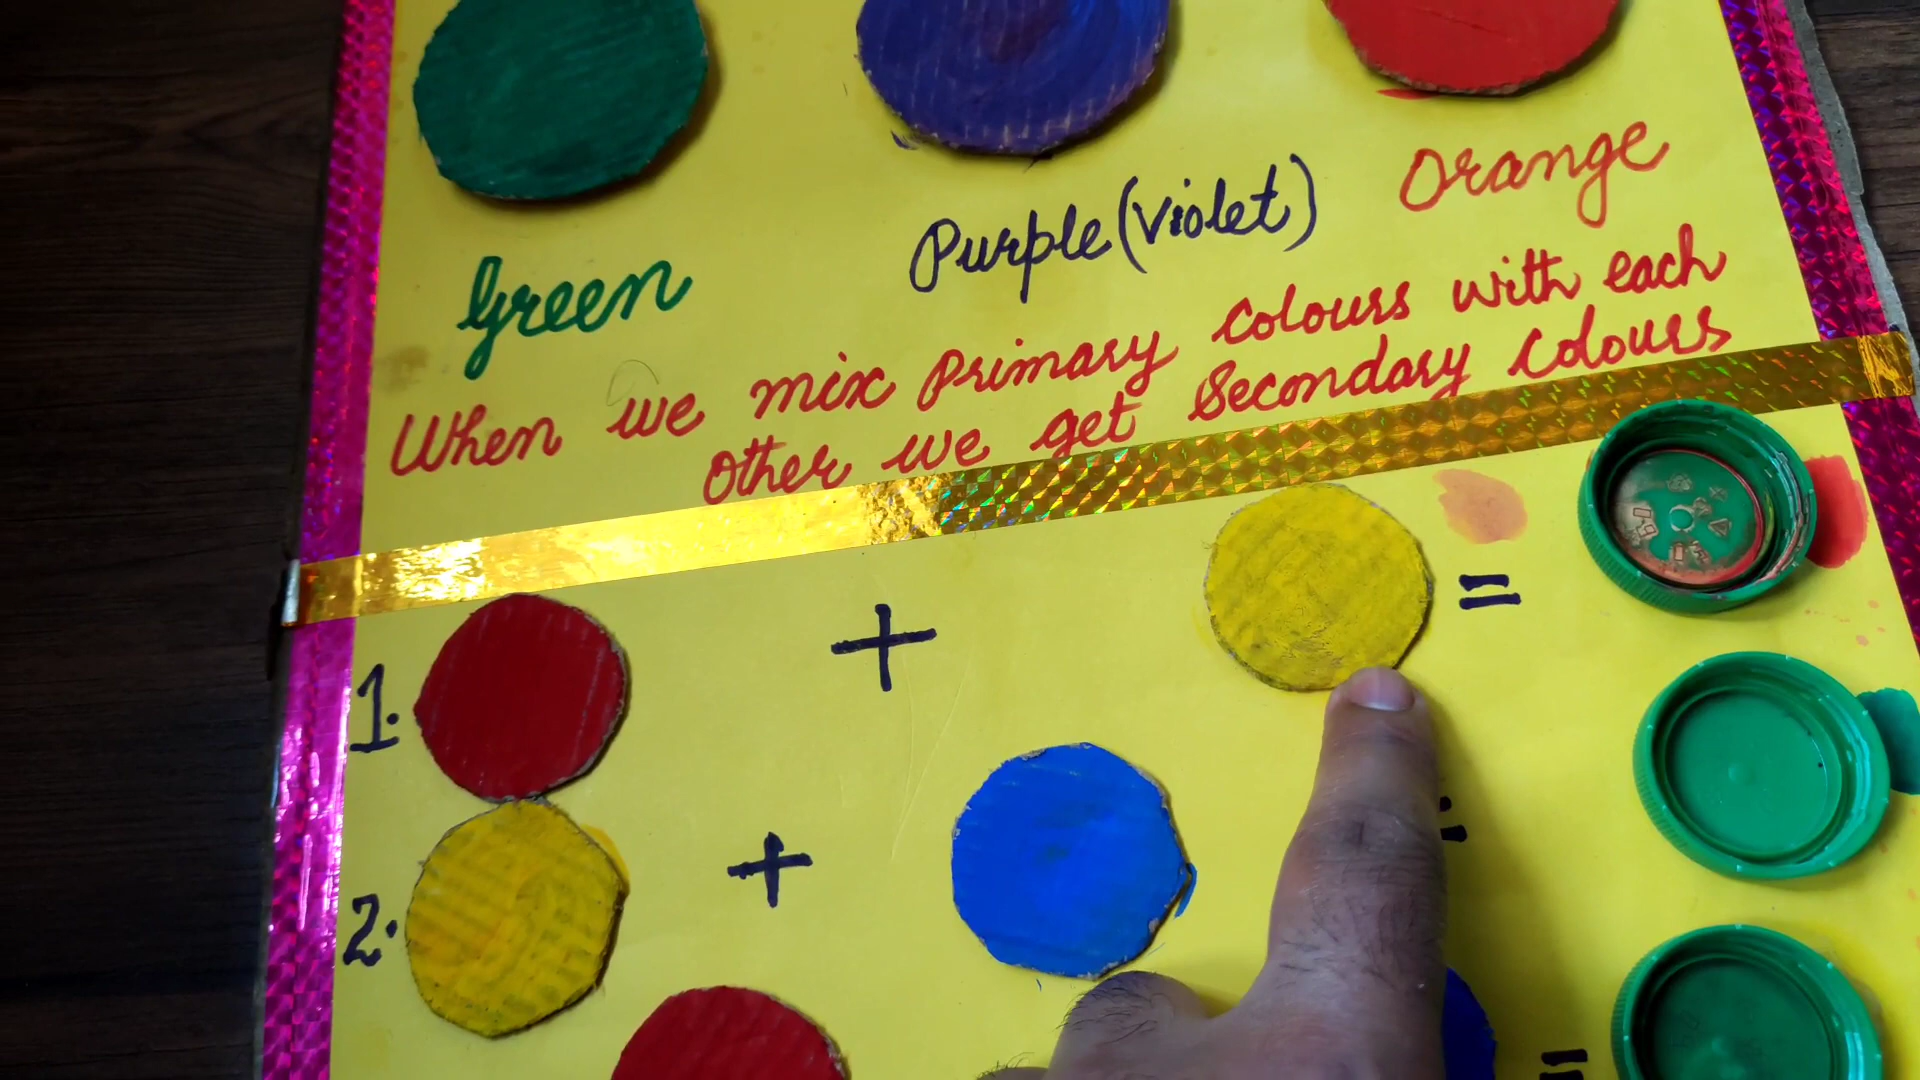 Green Purple(Violet) Orange
When we mix Primary Colours with each
Other we get Secondary Colours
1. + =
2. + =
=